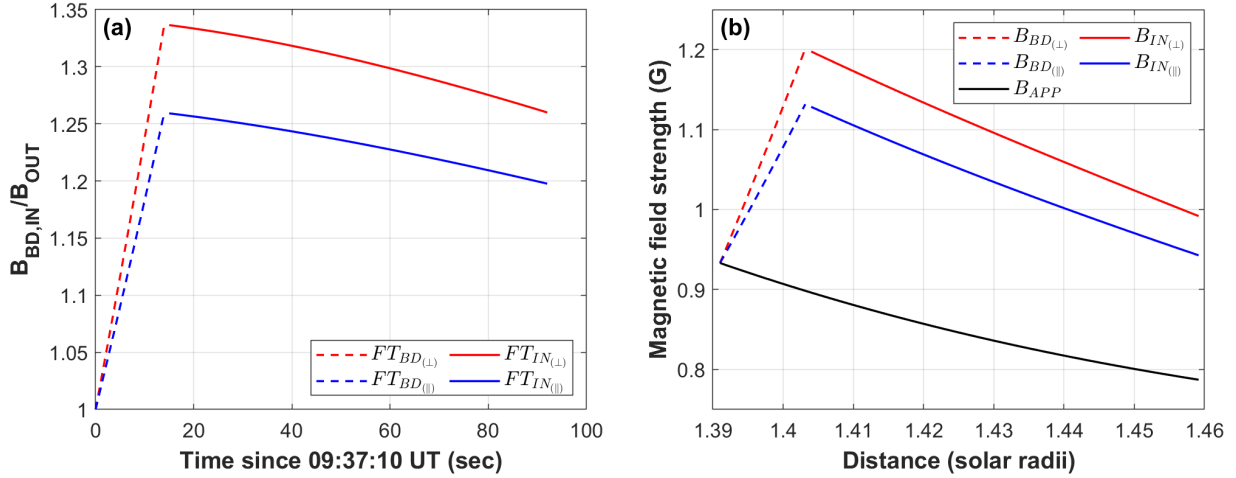 (a)
B_BD,IN/B_OUT
1.35
1.3
1.25
1.2
1.15
1.1
1.05
1
0 20 40 60 80 100
Time since 09:37:10 UT (sec)
FT_BD(⊥) FT_IN(⊥)
FT_BD(||) FT_IN(||)
(b)
Magnetic field strength (G)
1.2
1.1
1
0.9
0.8
1.39 1.4 1.41 1.42 1.43 1.44 1.45 1.46
Distance (solar radii)
B_BD(⊥) B_IN(⊥)
B_BD(||) B_IN(||)
B_APP